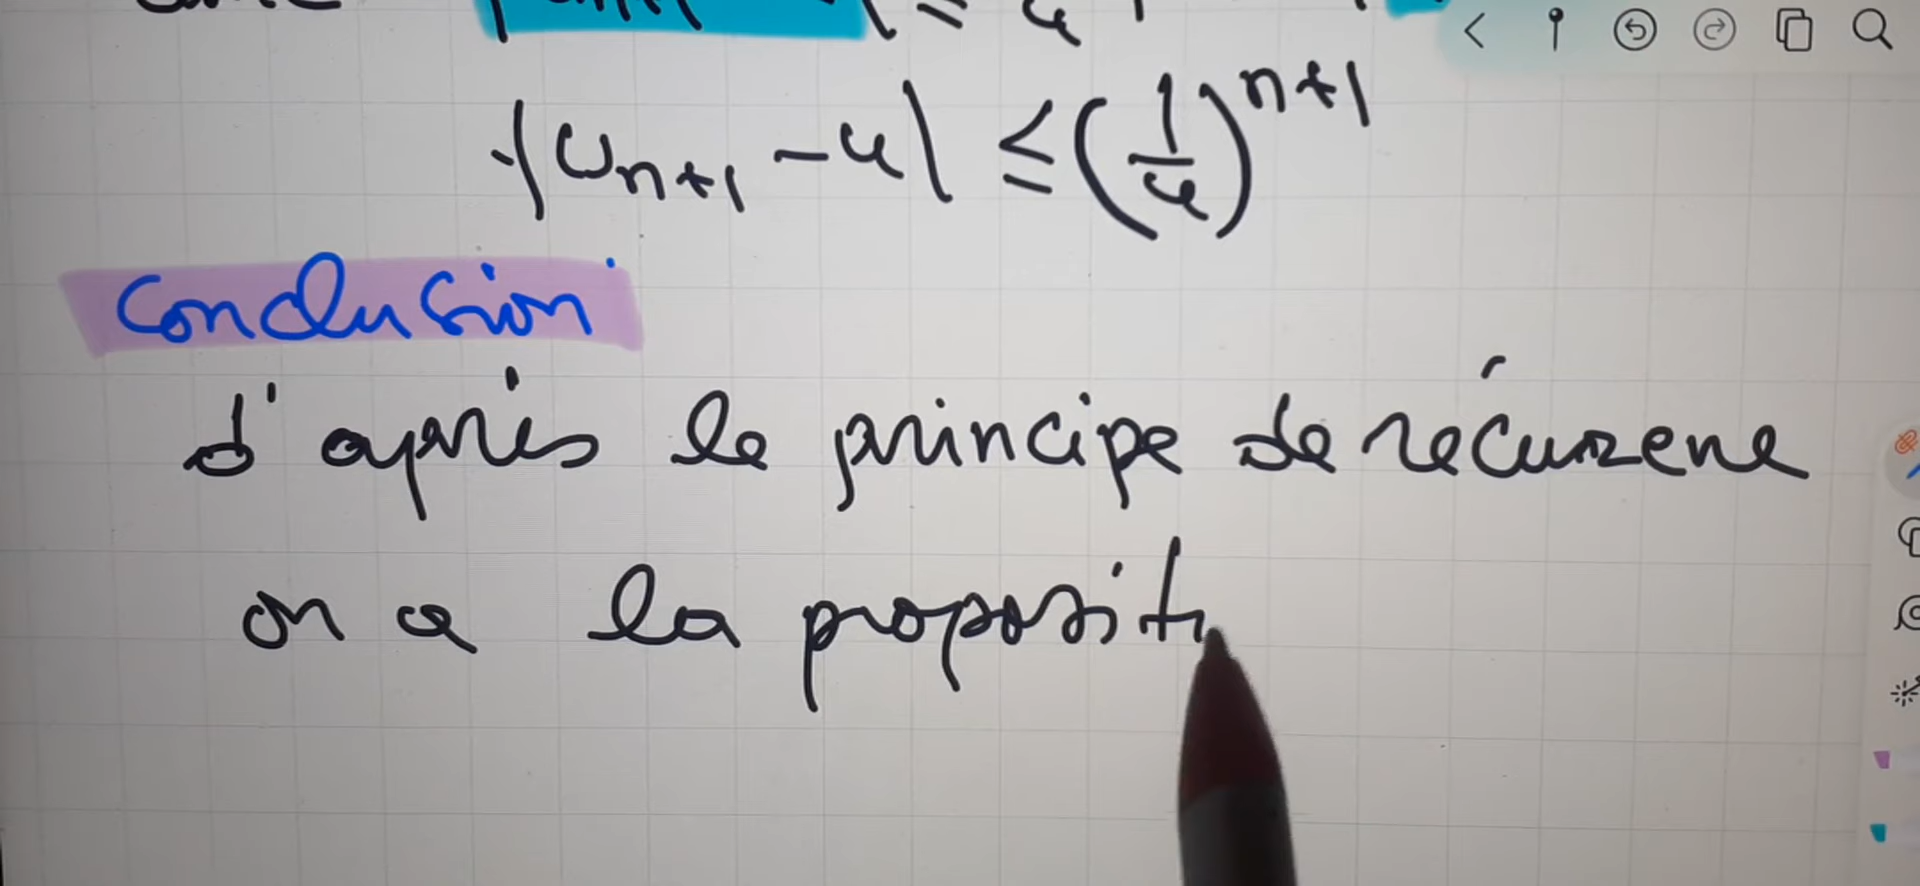 |U_{n+1} - 4| ≤ (1/4)^{n+1}
Conclusion
d'après le principe de récurrence
on a la propositi